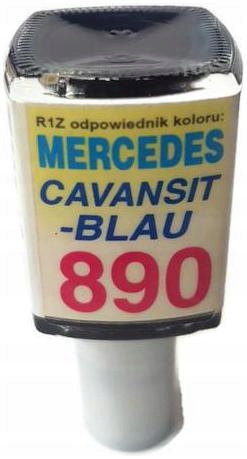 R1Z odpowiednik koloru:
MERCEDES
CAVANSIT
-BLAU
890